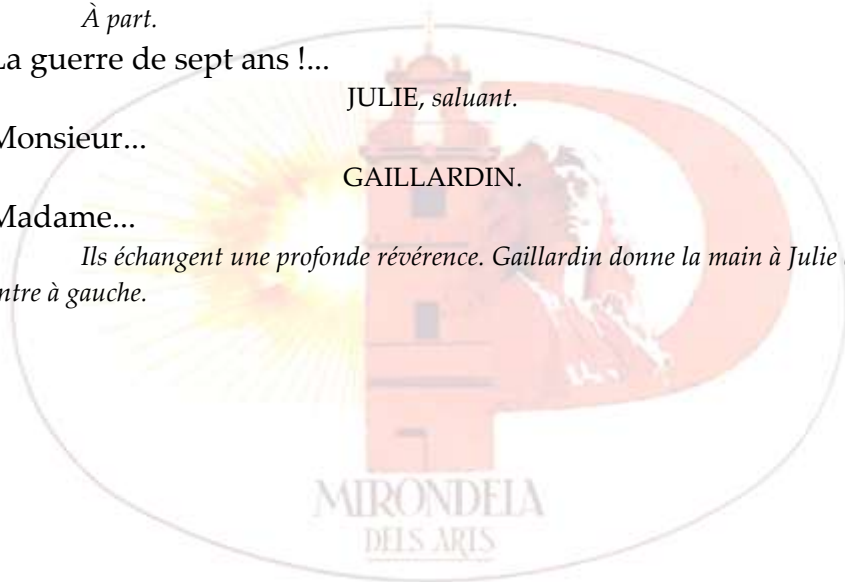 À part.
La guerre de sept ans !...
JULIE, saluant.
Monsieur...
GAILLARDIN.
Madame...
Ils échangent une profonde révérence. Gaillardin donne la main à Julie
entre à gauche.
MIRONDELA
DELS ARTS